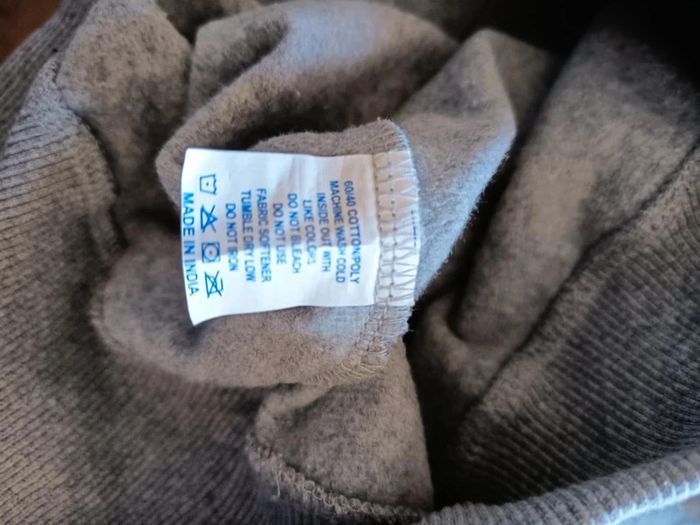 60/40 COTTON/POLY
MACHINE WASH COLD
INSIDE OUT WITH
LIKE COLORS
DO NOT BLEACH
DO NOT USE
FABRIC SOFTENER
TUMBLE DRY LOW
DO NOT IRON
MADE IN INDIA